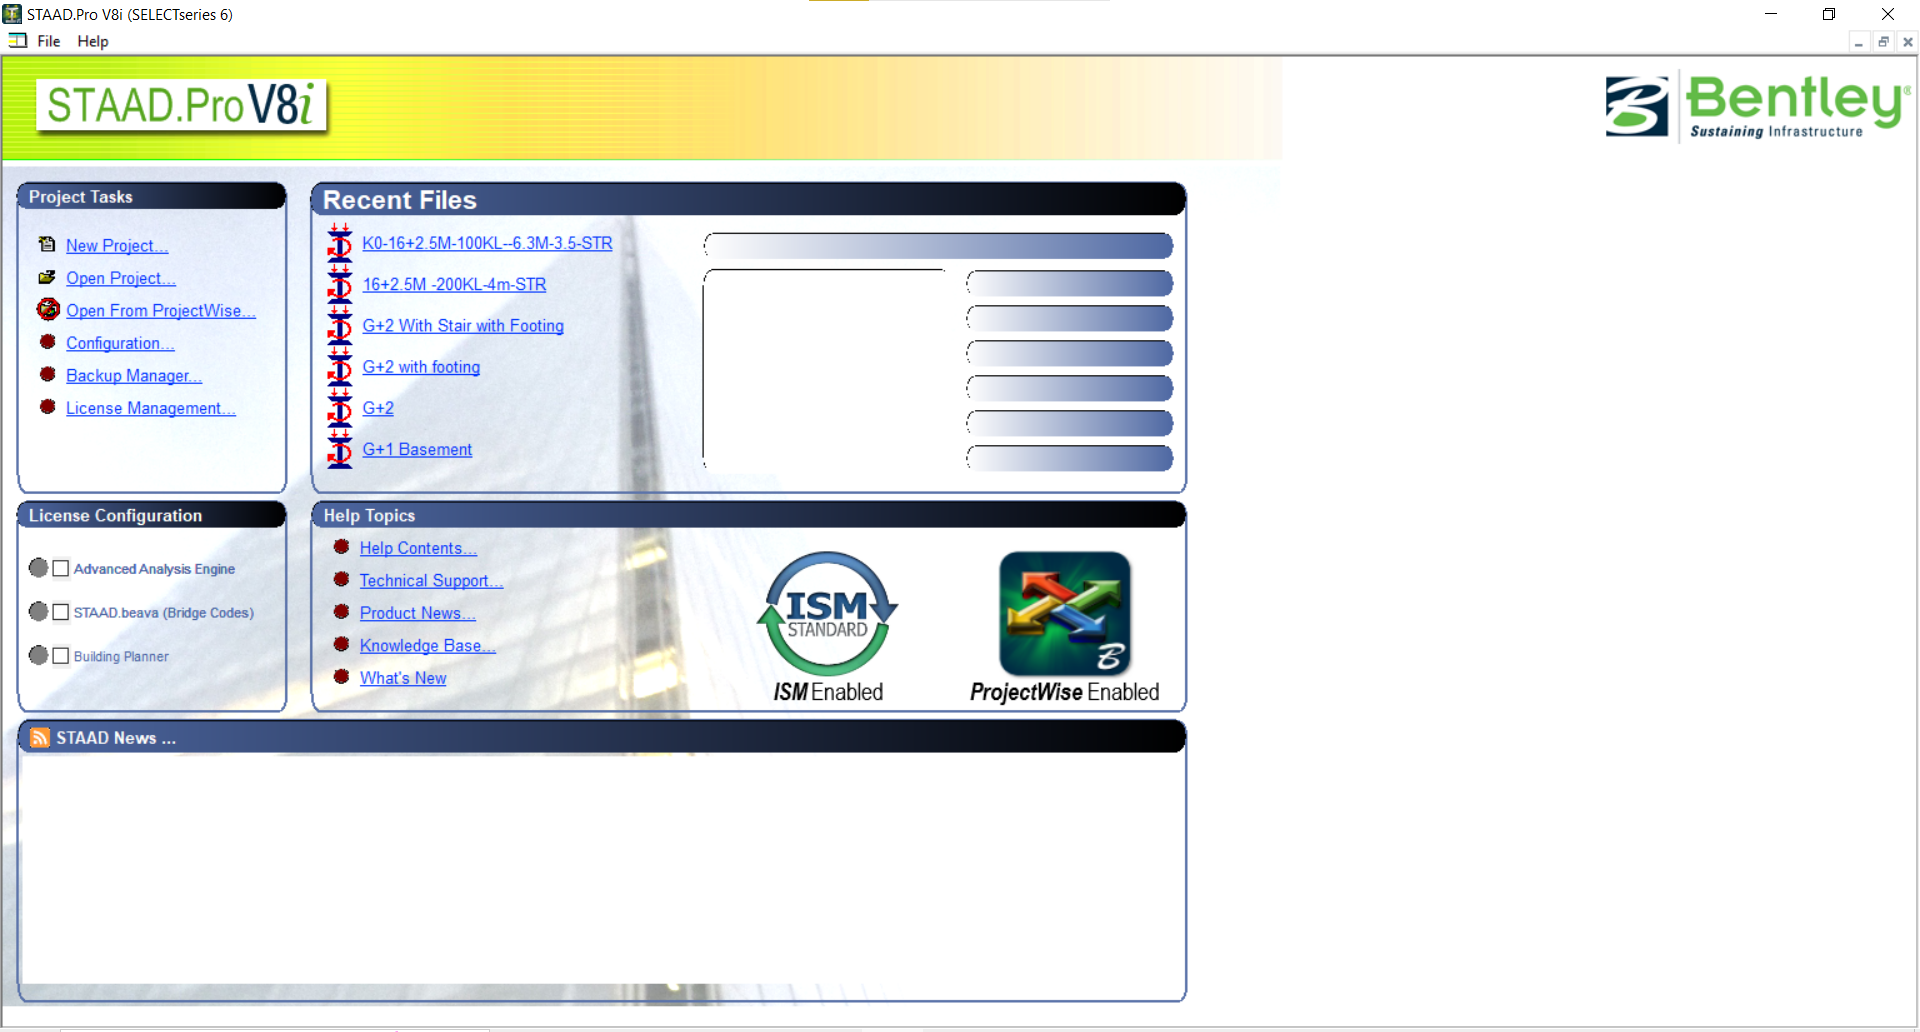 STAAD.Pro V8i (SELECTseries 6)
File Help
STAAD.Pro V8i
Bentley®
Sustaining Infrastructure
Project Tasks
New Project...
Open Project...
Open From ProjectWise...
Configuration...
Backup Manager...
License Management...
Recent Files
K0-16+2.5M-100KL--6.3M-3.5-STR
16+2.5M -200KL-4m-STR
G+2 With Stair with Footing
G+2 with footing
G+2
G+1 Basement
License Configuration
Advanced Analysis Engine
STAAD.beava (Bridge Codes)
Building Planner
Help Topics
Help Contents...
Technical Support...
Product News...
Knowledge Base...
What's New
ISM
STANDARD
ISM Enabled
B
ProjectWise Enabled
STAAD News ...